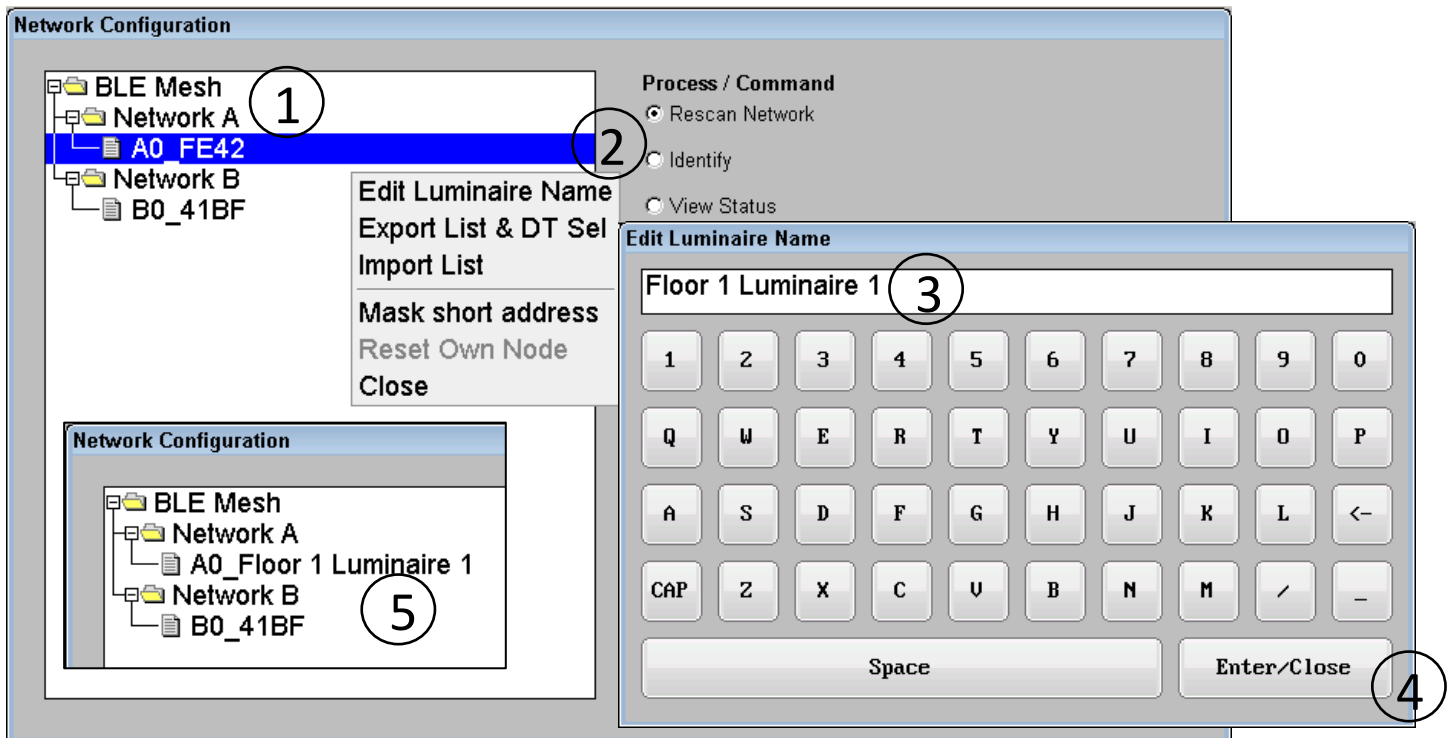 Network Configuration
BLE Mesh
1
Network A
A0_FE42
2
Network B
B0_41BF
Edit Luminaire Name
Export List & DT Sel
Import List
Mask short address
Reset Own Node
Close
Process / Command
Rescan Network
Identify
View Status
Edit Luminaire Name
Floor 1 Luminaire 1
3
1 2 3 4 5 6 7 8 9 0
Q W E R T Y U I O P
A S D F G H J K L <-
CAP Z X C V B N M / _
Space Enter/Close
4
Network Configuration
BLE Mesh
Network A
A0_Floor 1 Luminaire 1
Network B
B0_41BF
5